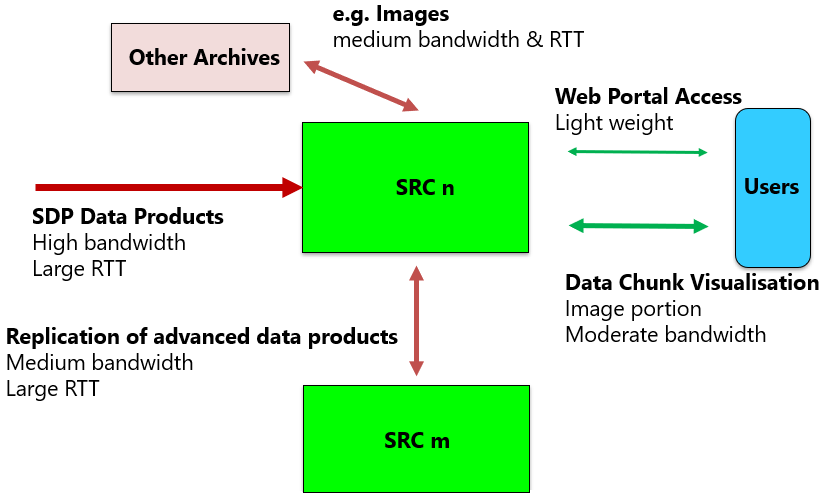 e.g. Images
medium bandwidth & RTT
Other Archives
Web Portal Access
Light weight
SRC n
Users
SDP Data Products
High bandwidth
Large RTT
Data Chunk Visualisation
Image portion
Moderate bandwidth
Replication of advanced data products
Medium bandwidth
Large RTT
SRC m